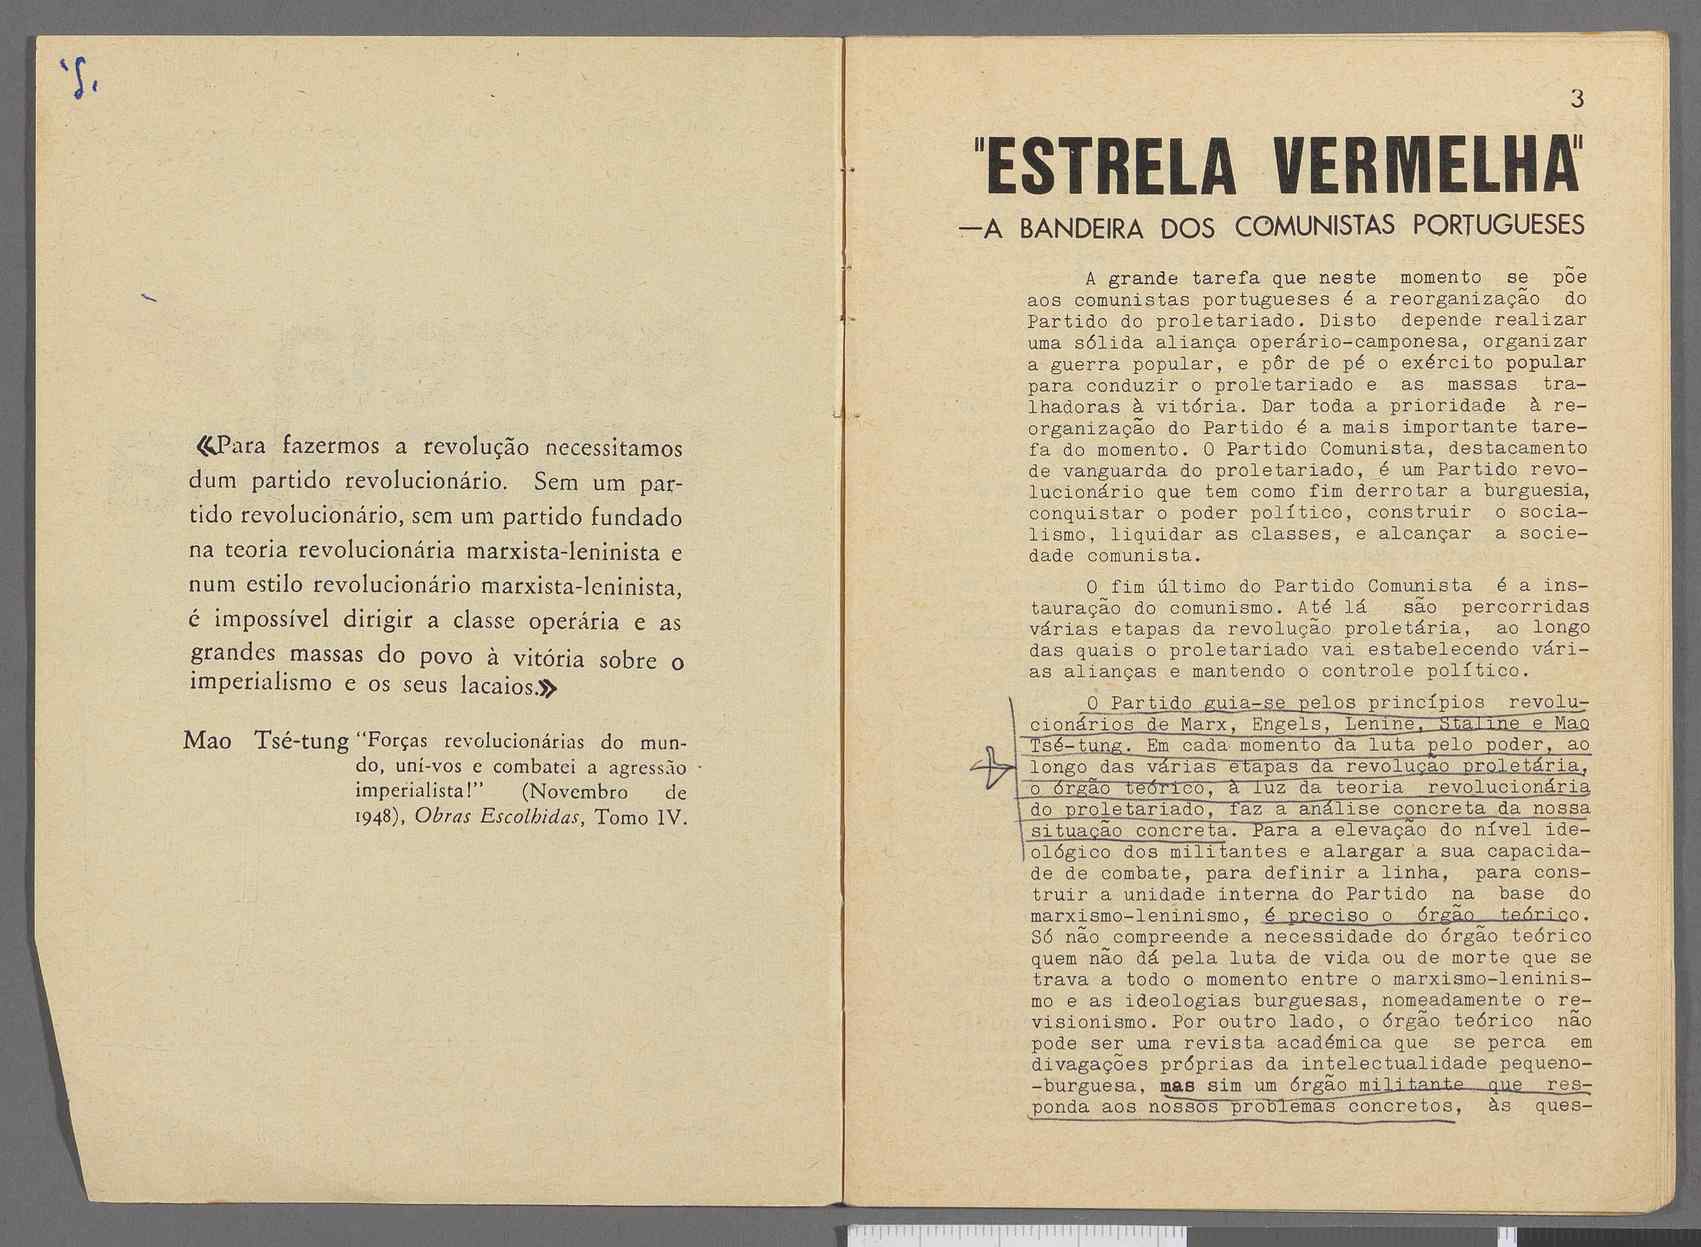 «Para fazermos a revolução necessitamos
dum partido revolucionário. Sem um par-
tido revolucionário, sem um partido fundado
na teoria revolucionária marxista-leninista e
num estilo revolucionário marxista-leninista,
é impossível dirigir a classe operária e as
grandes massas do povo à vitória sobre o
imperialismo e os seus lacaios.»
Mao Tsé-tung “Forças revolucionárias do mun-
do, uní-vos e combatei a agressão
imperialista!” (Novembro de
1948), Obras Escolhidas, Tomo IV.
3
"ESTRELA VERMELHA"
—A BANDEIRA DOS COMUNISTAS PORTUGUESES
A grande tarefa que neste momento se põe
aos comunistas portugueses é a reorganização do
Partido do proletariado. Disto depende realizar
uma sólida aliança operário-camponesa, organizar
a guerra popular, e pôr de pé o exército popular
para conduzir o proletariado e as massas tra-
lhadoras à vitória. Dar toda a prioridade à re-
organização do Partido é a mais importante tare-
fa do momento. O Partido Comunista, destacamento
de vanguarda do proletariado, é um Partido revo-
lucionário que tem como fim derrotar a burguesia,
conquistar o poder político, construir o socia-
lismo, liquidar as classes, e alcançar a socie-
dade comunista.
O fim último do Partido Comunista é a ins-
tauração do comunismo. Até lá são percorridas
várias etapas da revolução proletária, ao longo
das quais o proletariado vai estabelecendo vári-
as alianças e mantendo o controle político.
O Partido guia-se pelos princípios revolu-
cionários de Marx, Engels, Lenine, Staline e Mao
Tsé-tung. Em cada momento da luta pelo poder, ao
longo das várias etapas da revolução proletária,
o órgão teórico, à luz da teoria revolucionária
do proletariado, faz a análise concreta da nossa
situação concreta. Para a elevação do nível ide-
ológico dos militantes e alargar a sua capacida-
de de combate, para definir a linha, para cons-
truir a unidade interna do Partido na base do
marxismo-leninismo, é preciso o órgão teórico.
Só não compreende a necessidade do órgão teórico
quem não dá pela luta de vida ou de morte que se
trava a todo o momento entre o marxismo-leninis-
mo e as ideologias burguesas, nomeadamente o re-
visionismo. Por outro lado, o órgão teórico não
pode ser uma revista académica que se perca em
divagações próprias da intelectualidade pequeno-
-burguesa, mas sim um órgão militante que res-
ponda aos nossos problemas concretos, às ques-